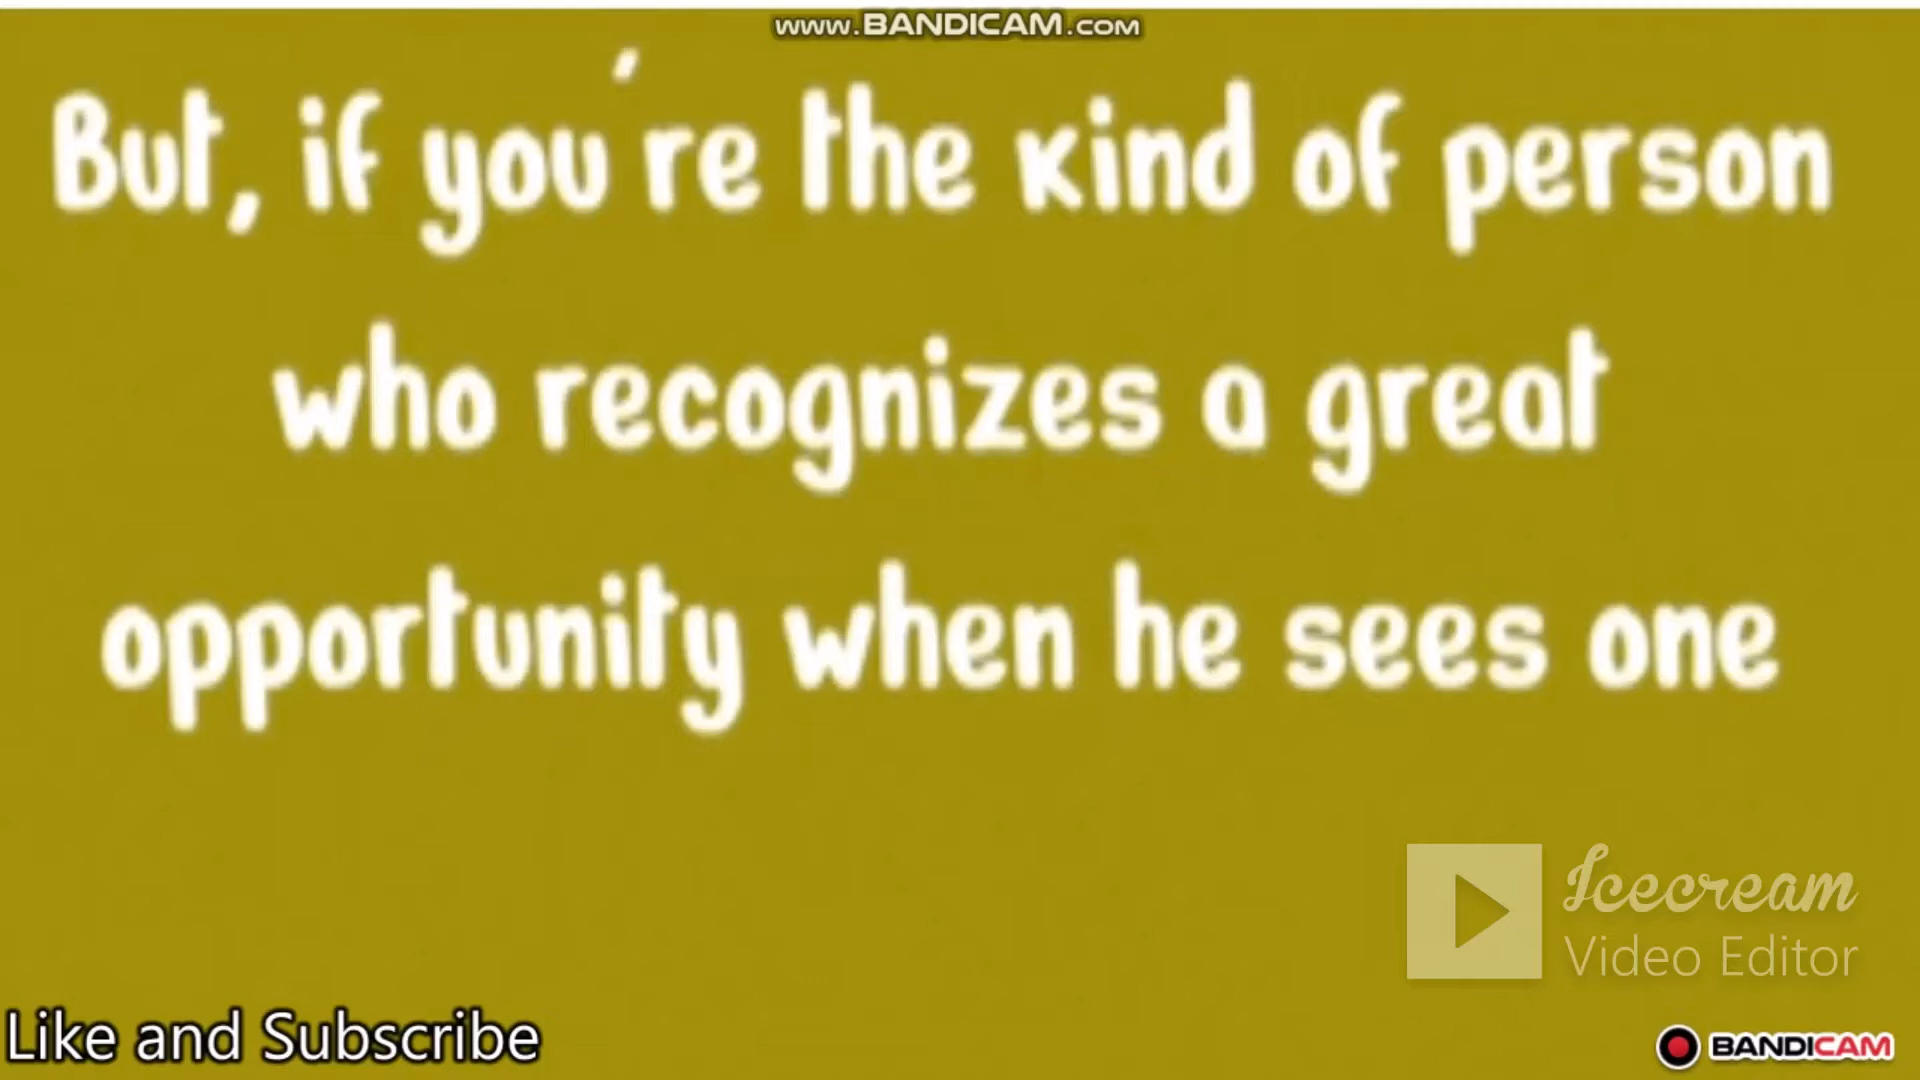 www.BANDICAM.com
But, if you're the kind of person
who recognizes a great
opportunity when he sees one
Icecream
Video Editor
Like and Subscribe
BANDICAM